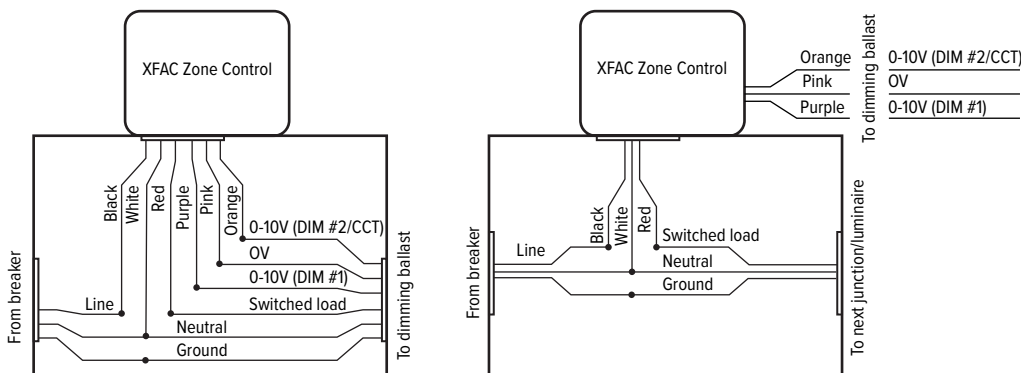 XFAC Zone Control
Black
White
Red
Purple
Pink
Orange
0-10V (DIM #2/CCT)
OV
0-10V (DIM #1)
Line
Switched load
Neutral
Ground
From breaker
To dimming ballast
XFAC Zone Control
Orange
Pink
Purple
To dimming ballast
0-10V (DIM #2/CCT)
OV
0-10V (DIM #1)
Black
White
Red
Line
Switched load
Neutral
Ground
From breaker
To next junction/luminaire